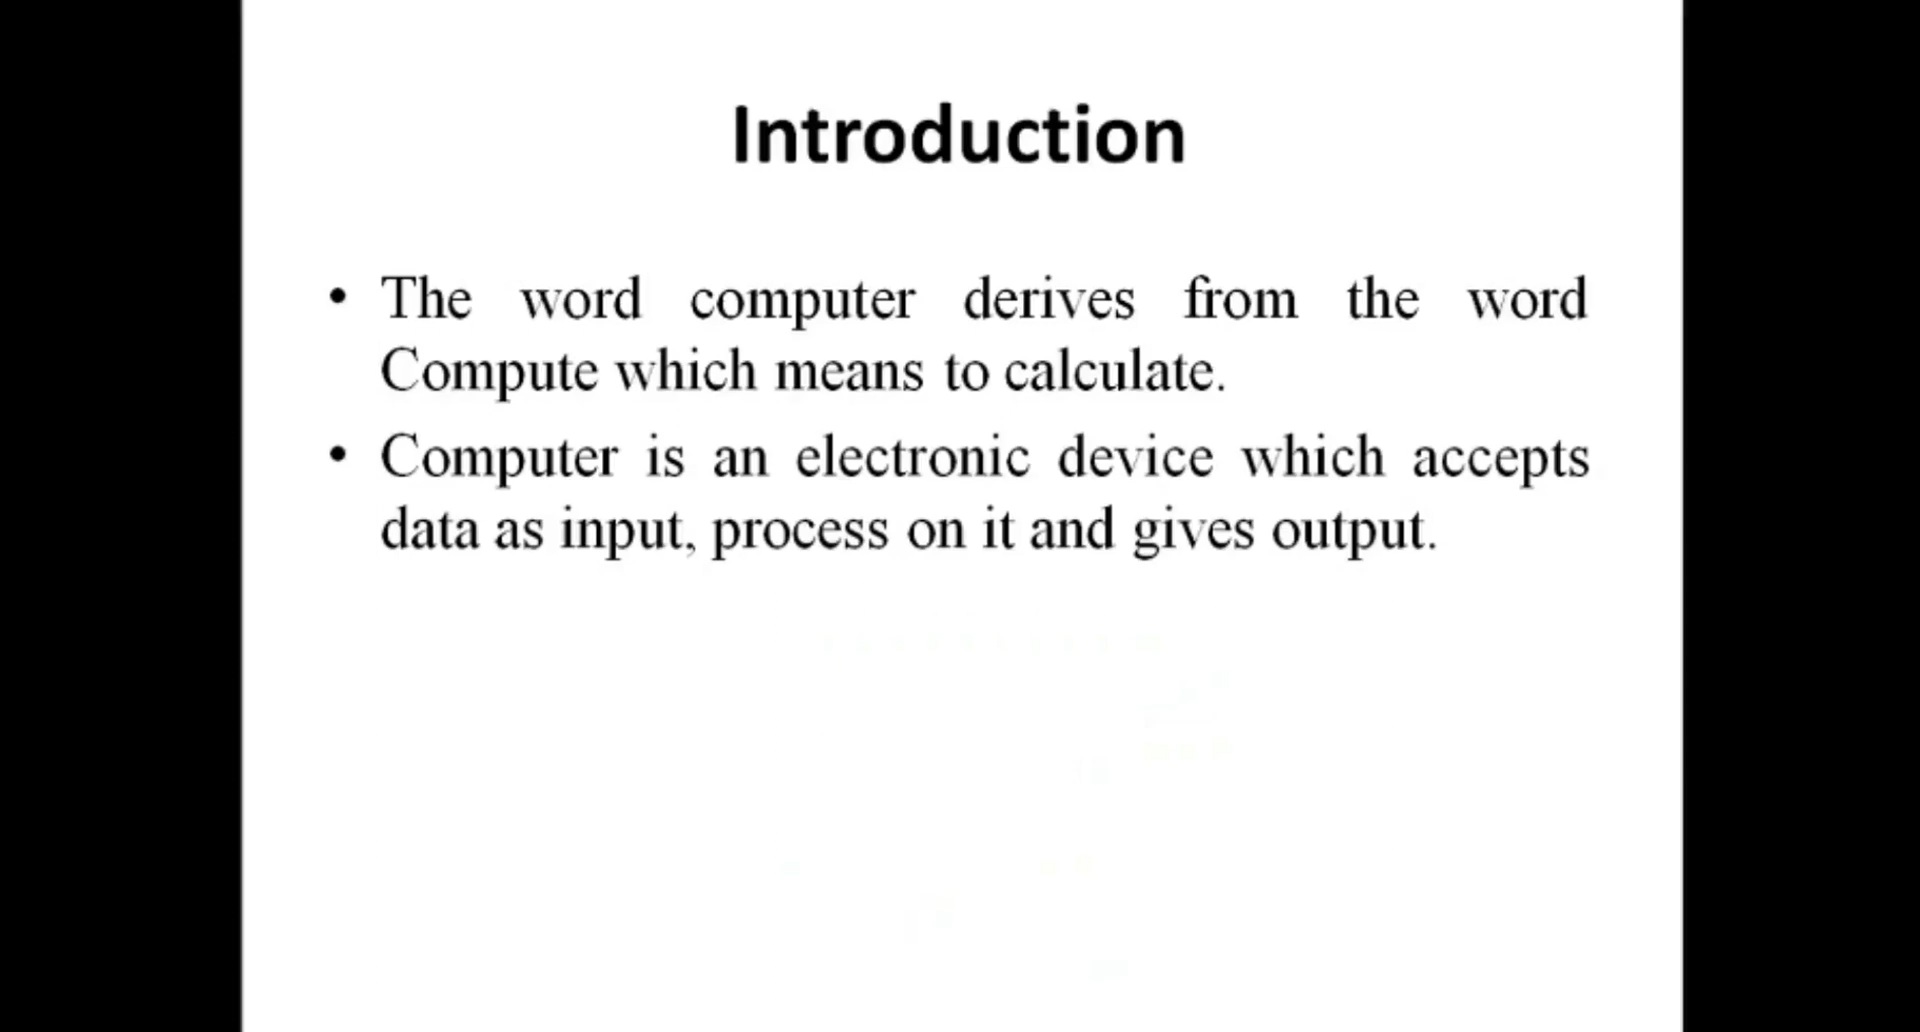 Introduction
• The word computer derives from the word
Compute which means to calculate.
• Computer is an electronic device which accepts
data as input, process on it and gives output.